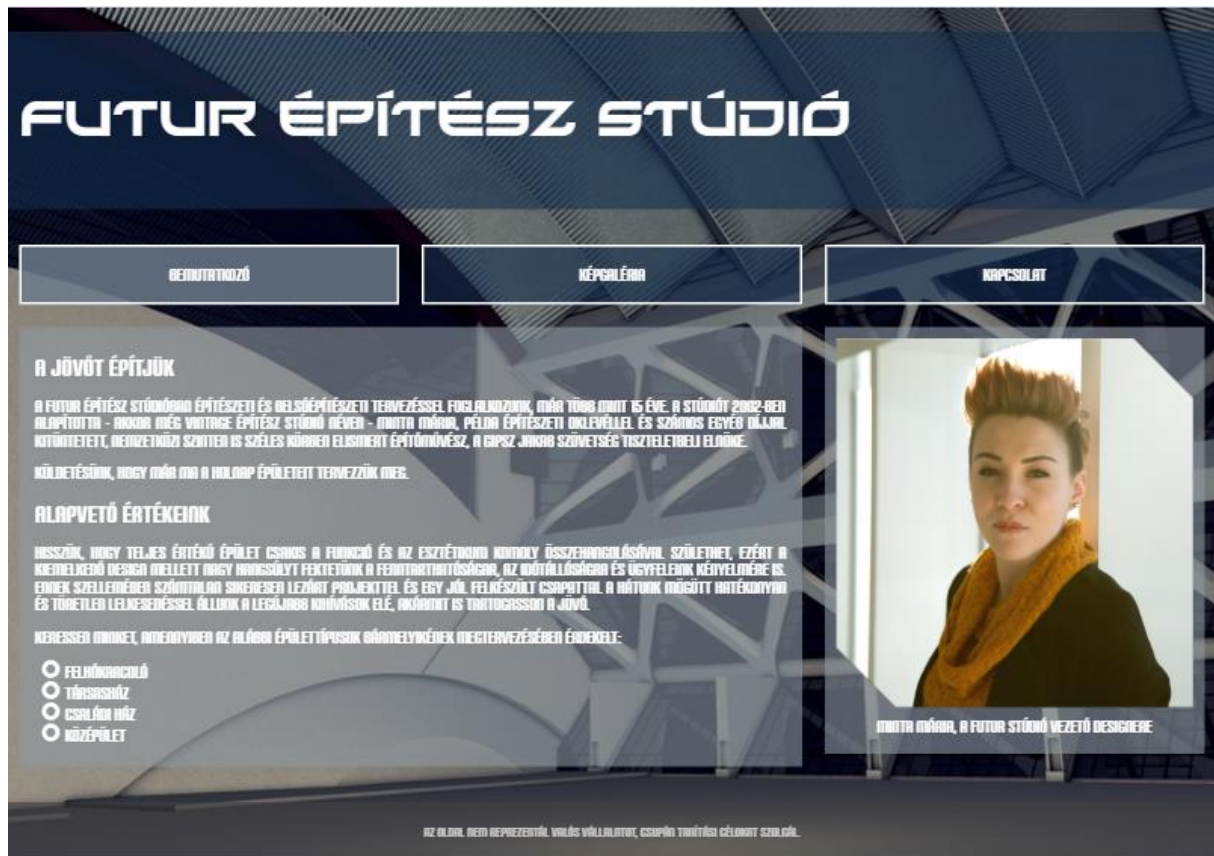 FUTUR ÉPÍTÉSZ STÚDIÓ
BEMUTATKOZÓ
KÉPGALÉRIA
KAPCSOLAT
A JÖVŐT ÉPÍTJÜK
A FUTUR ÉPÍTÉSZ STÚDIÓBAN ÉPÍTÉSZETI ÉS BELSŐÉPÍTÉSZETI TERVEZÉSSEL FOGLALKOZUNK, MÁR TÖBB MINT 15 ÉVE. A STÚDIÓT 2002-BEN
ALAPÍTOTTA - AKKOR MÉG VINTAGE ÉPÍTÉSZ STÚDIÓ NÉVEN - MINTA MÁRIA, PÉLDA ÉPÍTÉSZETI OKLEVÉLLEL ÉS SZÁMOS EGYÉB DÍJJAL
KITÜNTETETT, NEMZETKÖZI SZINTEN IS SZÉLES KÖRBEN ELISMERT ÉPÍTŐMŰVÉSZ, A GIPSZ JAKAB SZÖVETSÉG TISZTELETBELI ELNÖKE.
KÜLDETÉSÜNK, HOGY MÁR MA A HOLNAP ÉPÜLETEIT TERVEZZÜK MEG.
ALAPVETŐ ÉRTÉKEINK
HISSZÜK, HOGY TELJES ÉRTÉKŰ ÉPÜLET CSAKIS A FUNKCIÓ ÉS AZ ESZTÉTIKUM KOMOLY ÖSSZEHANGOLÁSÁVAL SZÜLETHET, EZÉRT A
KIEMELKEDŐ DESIGN MELLETT NAGY HANGSÚLYT FEKTETÜNK A FENNTARTHATÓSÁGRA, AZ IDŐTÁLLÓSÁGRA ÉS ÜGYFELEINK KÉNYELMÉRE IS.
ENNEK SZELLEMÉBEN SZÁMTALAN SIKERESEN LEZÁRT PROJEKTTEL ÉS EGY JÓL FELKÉSZÜLT CSAPATTAL A HÁTUNK MÖGÖTT HATÉKONYAN
ÉS TÖRETLEN LELKESEDÉSSEL ÁLLUNK A LEGÚJABB KIHÍVÁSOK ELÉ, AKÁRMIT IS TARTOGASSON A JÖVŐ.
KERESSEN MINKET, AMENNYIBEN AZ ALÁBBI ÉPÜLETTÍPUSOK BÁRMELYIKÉNEK MEGTERVEZÉSÉBEN ÉRDEKELT:
FELHŐKARCOLÓ
TÁRSASHÁZ
CSALÁDI HÁZ
KÖZÉPÜLET
MINTA MÁRIA, A FUTUR STÚDIÓ VEZETŐ DESIGNERE
AZ OLDAL NEM REPREZENTÁL VALÓS VÁLLALATOT, CSUPÁN TANÍTÁSI CÉLOKAT SZOLGÁL.